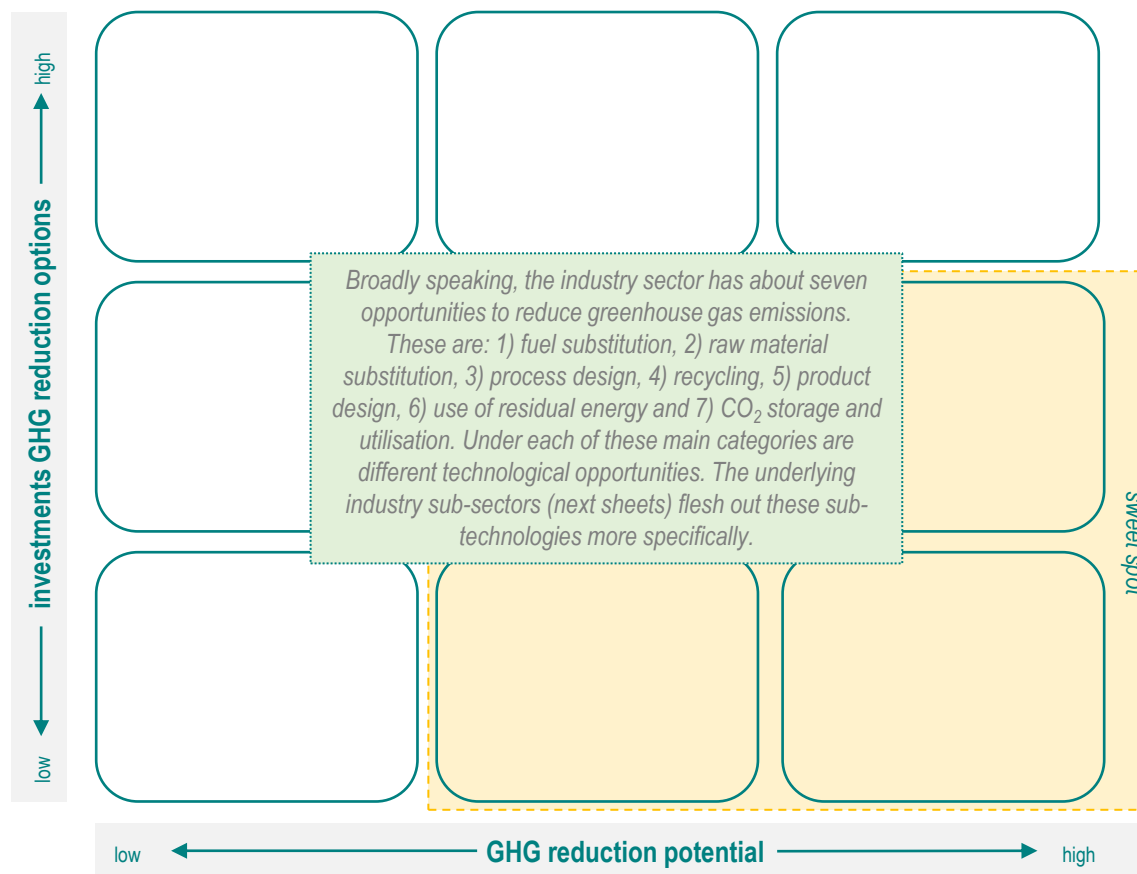 high
investments GHG reduction options
low
Broadly speaking, the industry sector has about seven
opportunities to reduce greenhouse gas emissions.
These are: 1) fuel substitution, 2) raw material
substitution, 3) process design, 4) recycling, 5) product
design, 6) use of residual energy and 7) CO₂ storage and
utilisation. Under each of these main categories are
different technological opportunities. The underlying
industry sub-sectors (next sheets) flesh out these sub-
technologies more specifically.
sweet spot
low
GHG reduction potential
high